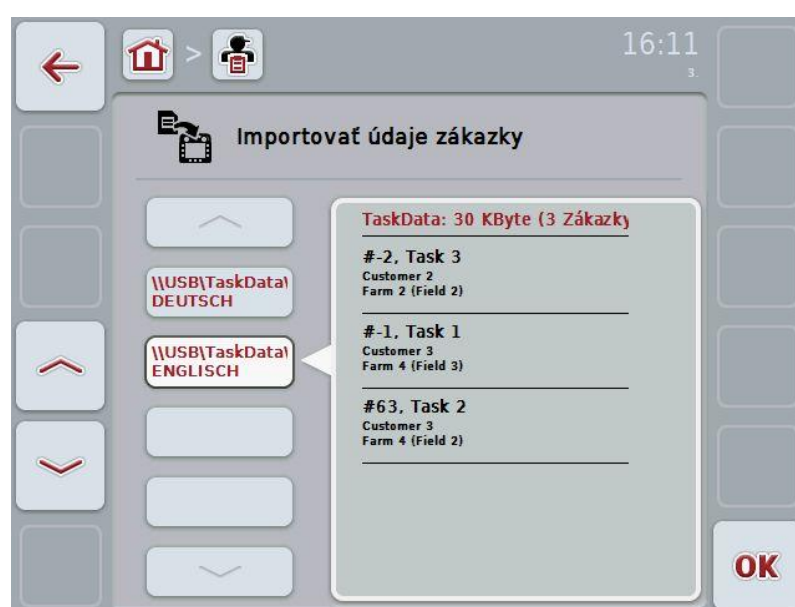 >
16:11
3.
Importovať údaje zákazky
\\USB\TaskData\
DEUTSCH
\\USB\TaskData\
ENGLISCH
TaskData: 30 KByte (3 Zákazky
#-2, Task 3
Customer 2
Farm 2 (Field 2)
#-1, Task 1
Customer 3
Farm 4 (Field 3)
#63, Task 2
Customer 3
Farm 4 (Field 2)
OK